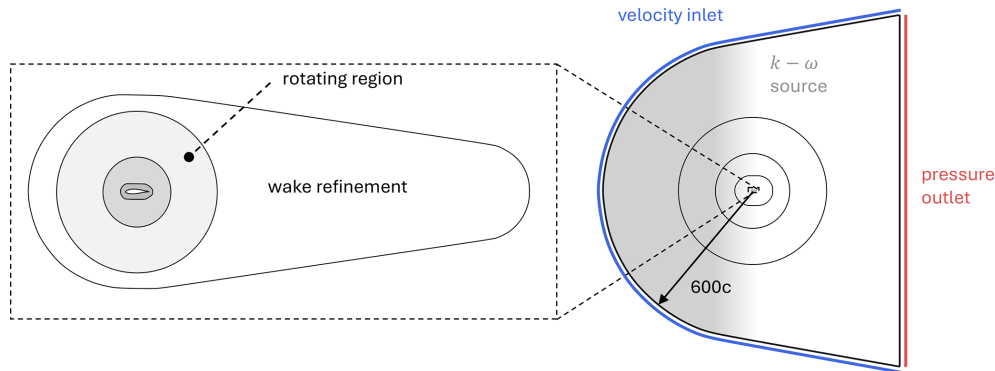 velocity inlet
rotating region
k − ω
source
wake refinement
pressure
outlet
600c